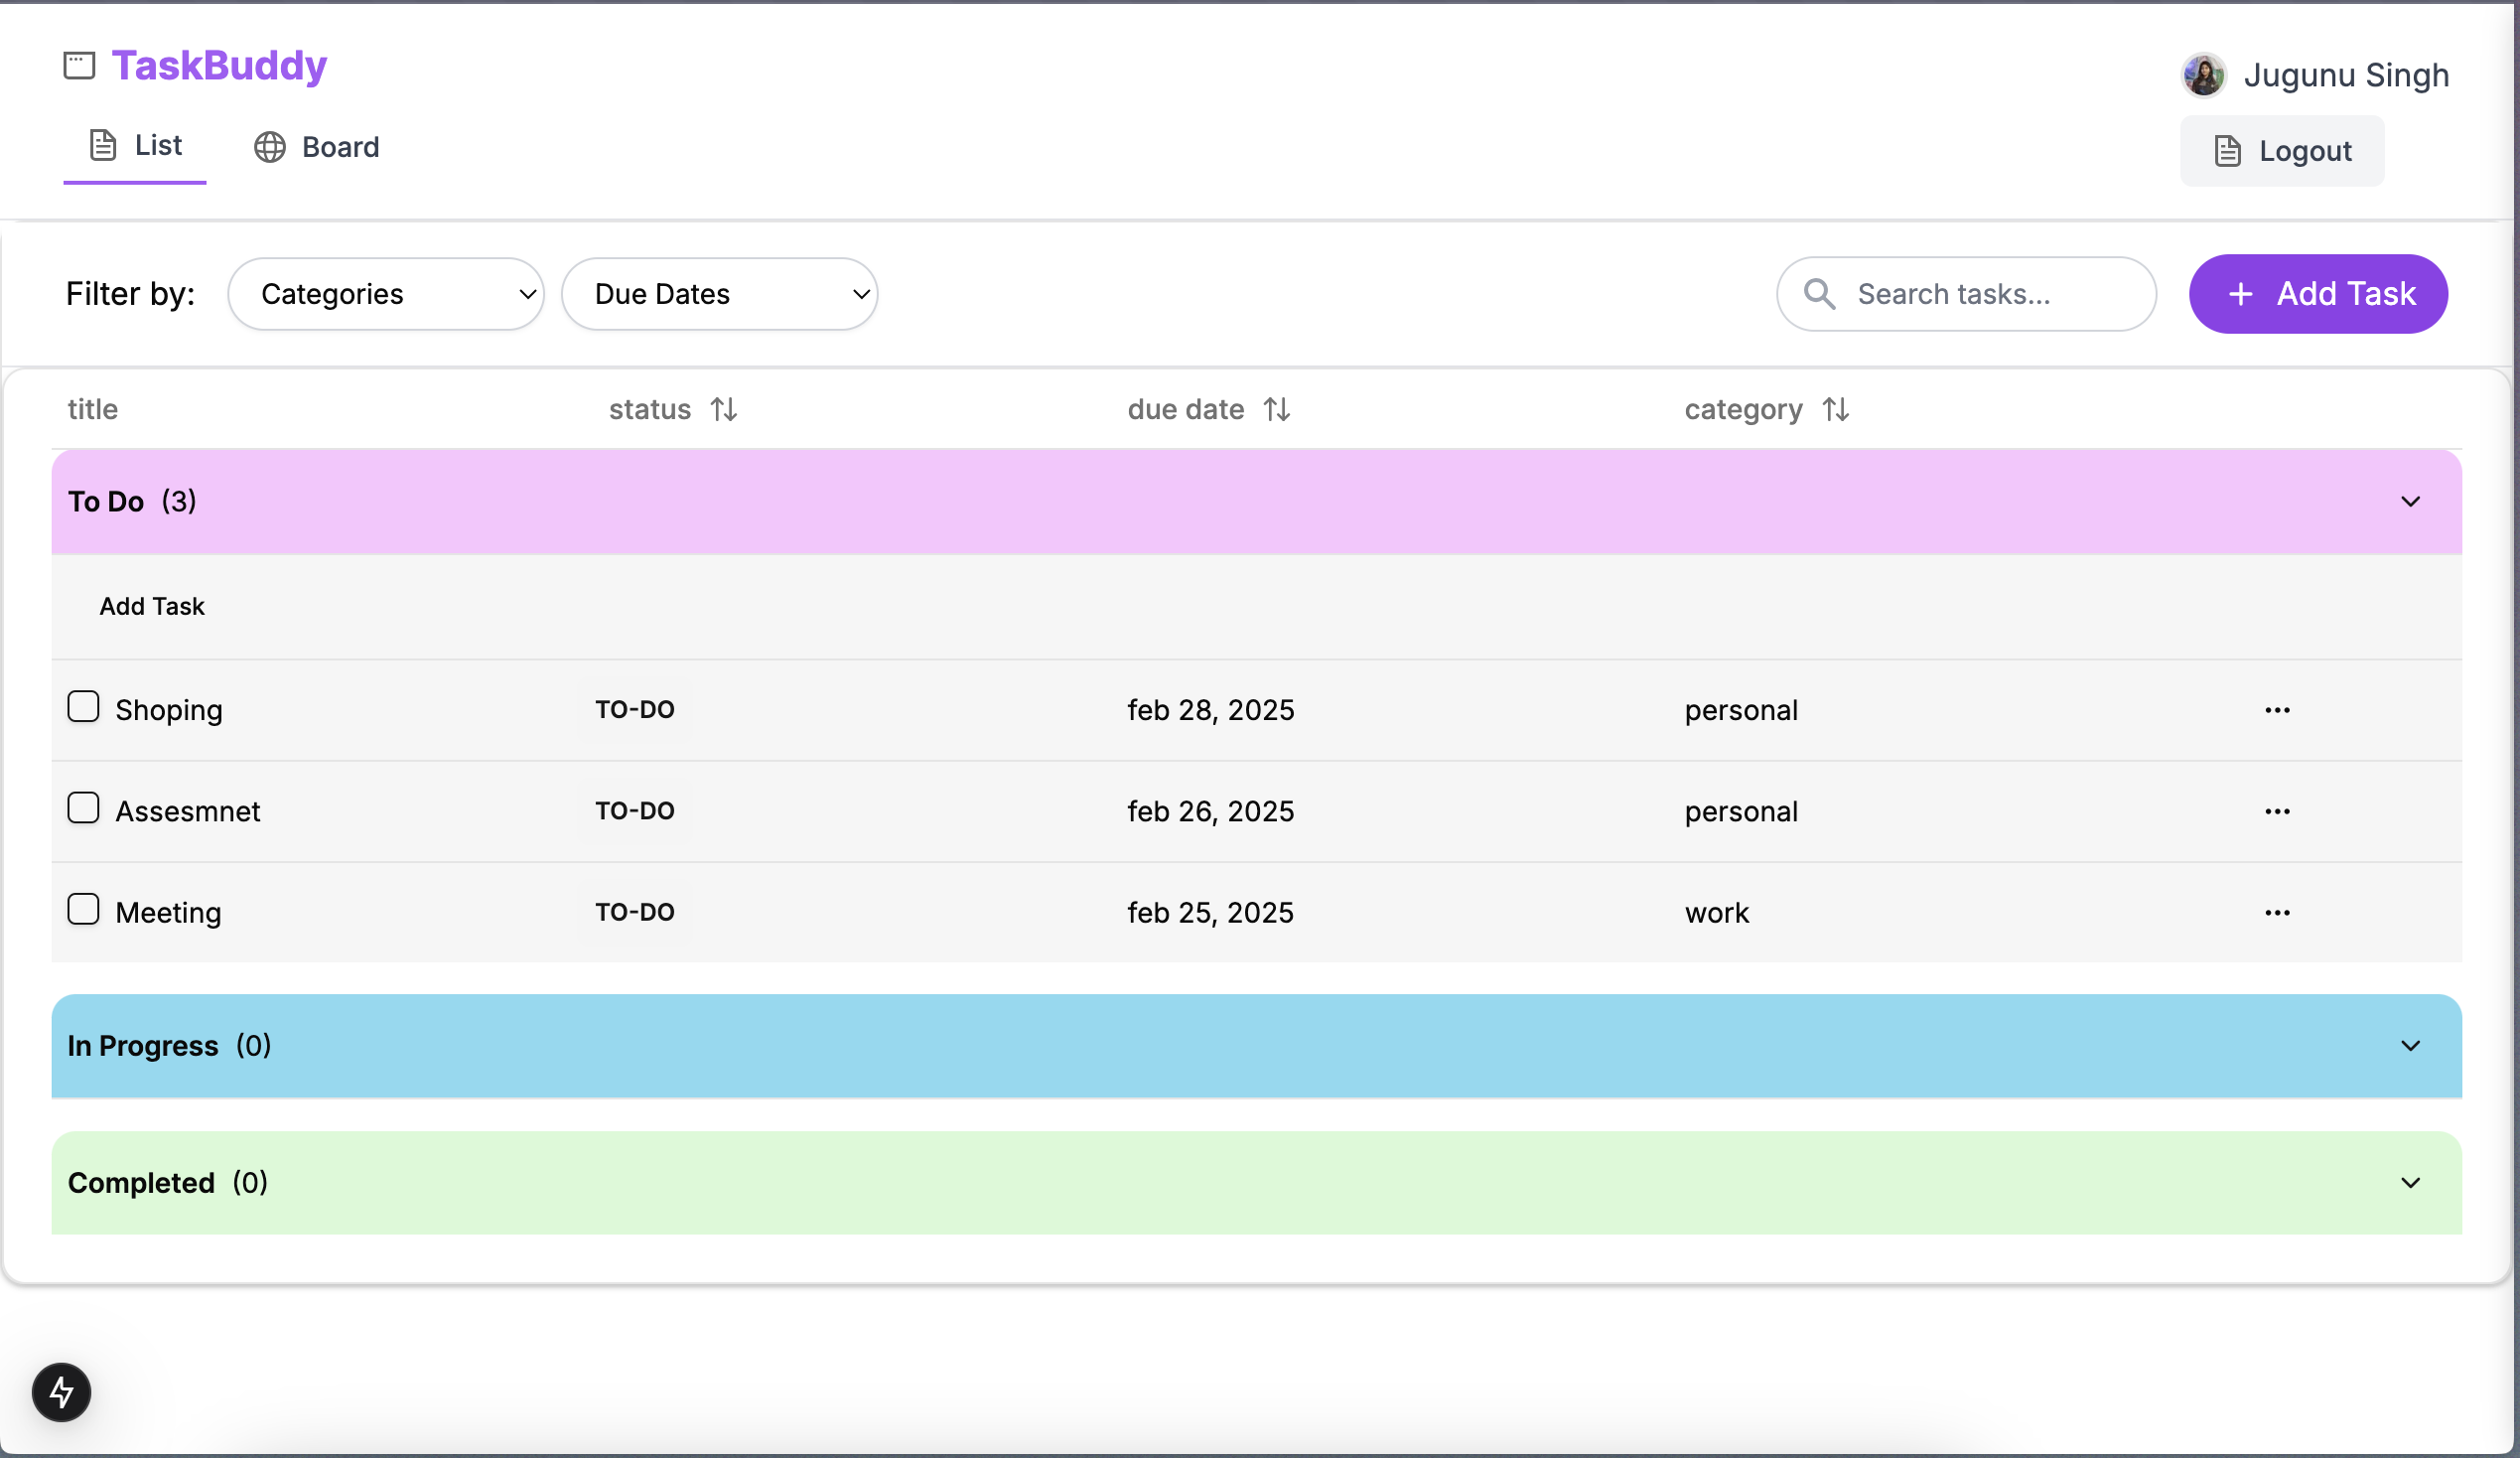 TaskBuddy
Jugunu Singh
List Board
Logout
Filter by: Categories Due Dates Search tasks... + Add Task
title status due date category
To Do (3)
Add Task
Shoping TO-DO feb 28, 2025 personal
Assesmnet TO-DO feb 26, 2025 personal
Meeting TO-DO feb 25, 2025 work
In Progress (0)
Completed (0)